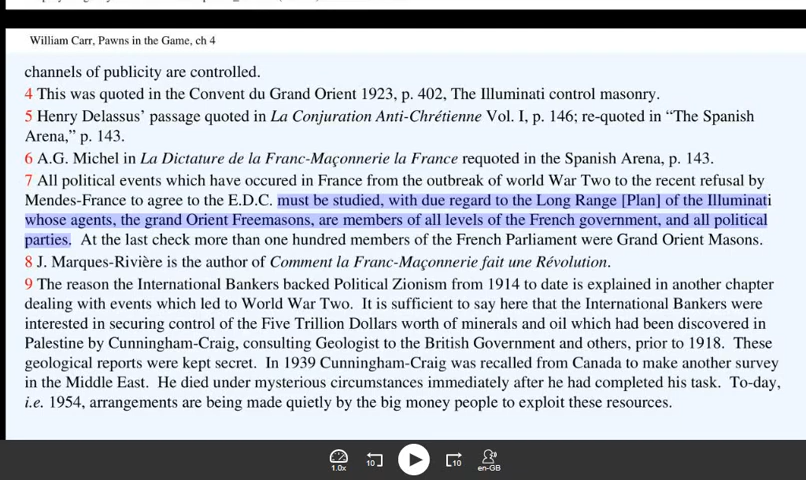 William Carr, Pawns in the Game, ch 4
channels of publicity are controlled.
4 This was quoted in the Convent du Grand Orient 1923, p. 402, The Illuminati control masonry.
5 Henry Delassus’ passage quoted in La Conjuration Anti-Chrétienne Vol. I, p. 146; re-quoted in “The Spanish
Arena,” p. 143.
6 A.G. Michel in La Dictature de la Franc-Maçonnerie la France requoted in the Spanish Arena, p. 143.
7 All political events which have occured in France from the outbreak of world War Two to the recent refusal by
Mendes-France to agree to the E.D.C. must be studied, with due regard to the Long Range [Plan] of the Illuminati
whose agents, the grand Orient Freemasons, are members of all levels of the French government, and all political
parties. At the last check more than one hundred members of the French Parliament were Grand Orient Masons.
8 J. Marques-Rivière is the author of Comment la Franc-Maçonnerie fait une Révolution.
9 The reason the International Bankers backed Political Zionism from 1914 to date is explained in another chapter
dealing with events which led to World War Two. It is sufficient to say here that the International Bankers were
interested in securing control of the Five Trillion Dollars worth of minerals and oil which had been discovered in
Palestine by Cunningham-Craig, consulting Geologist to the British Government and others, prior to 1918. These
geological reports were kept secret. In 1939 Cunningham-Craig was recalled from Canada to make another survey
in the Middle East. He died under mysterious circumstances immediately after he had completed his task. To-day,
i.e. 1954, arrangements are being made quietly by the big money people to exploit these resources.
1.0x 10 10 en-GB